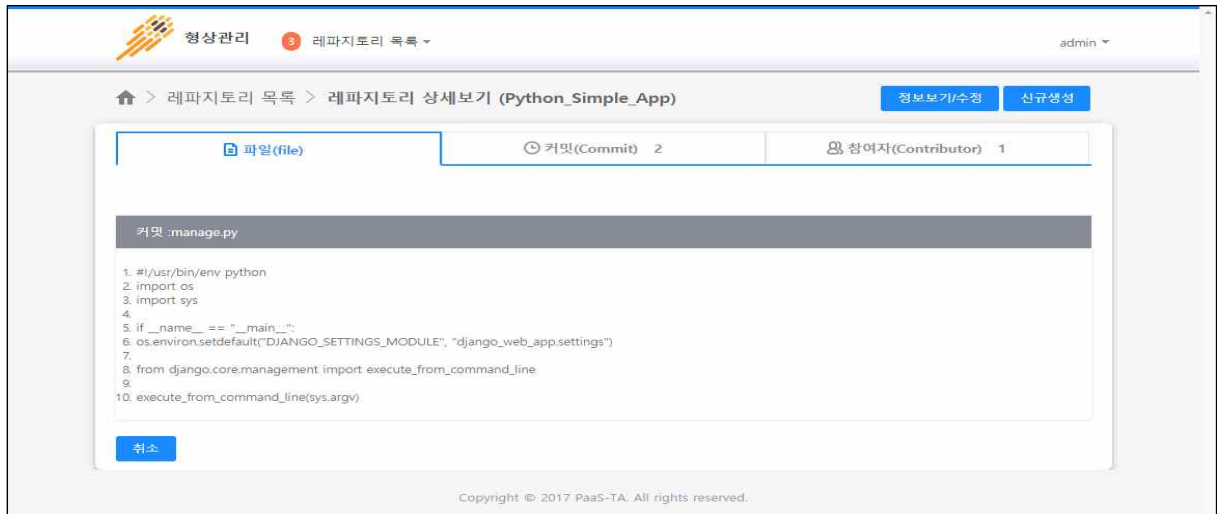 형상관리
3 레파지토리 목록
admin
레파지토리 목록 > 레파지토리 상세보기 (Python_Simple_App)
정보보기/수정
신규생성
파일(file)
커밋(Commit) 2
참여자(Contributor) 1
커밋 :manage.py
1. #!/usr/bin/env python
2. import os
3. import sys
4.
5. if __name__ == "__main__":
6. os.environ.setdefault("DJANGO_SETTINGS_MODULE", "django_web_app.settings")
7.
8. from django.core.management import execute_from_command_line
9.
10. execute_from_command_line(sys.argv)
취소
Copyright © 2017 PaaS-TA. All rights reserved.